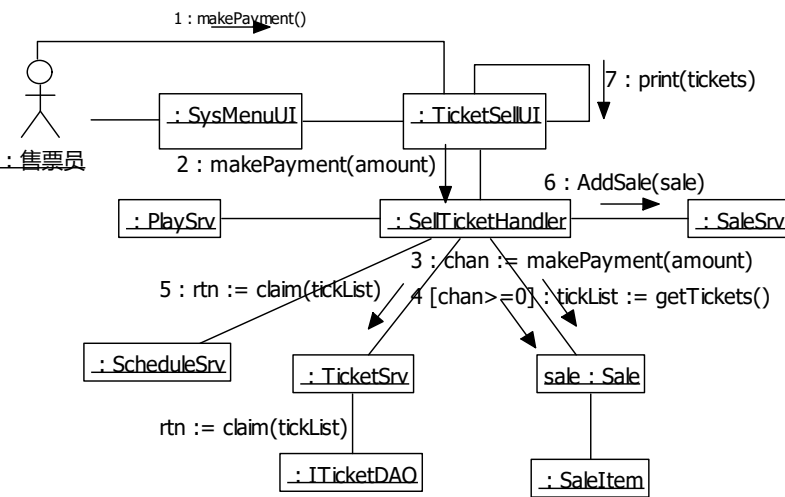 1 : makePayment()
7 : print(tickets)
: SysMenuUI
: TicketSellUI
: 售票员
2 : makePayment(amount)
6 : AddSale(sale)
: PlaySrv
: SellTicketHandler
: SaleSrv
3 : chan := makePayment(amount)
5 : rtn := claim(tickList)
4 [chan>=0] : tickList := getTickets()
: ScheduleSrv
: TicketSrv
sale : Sale
rtn := claim(tickList)
: ITicketDAO
: SaleItem